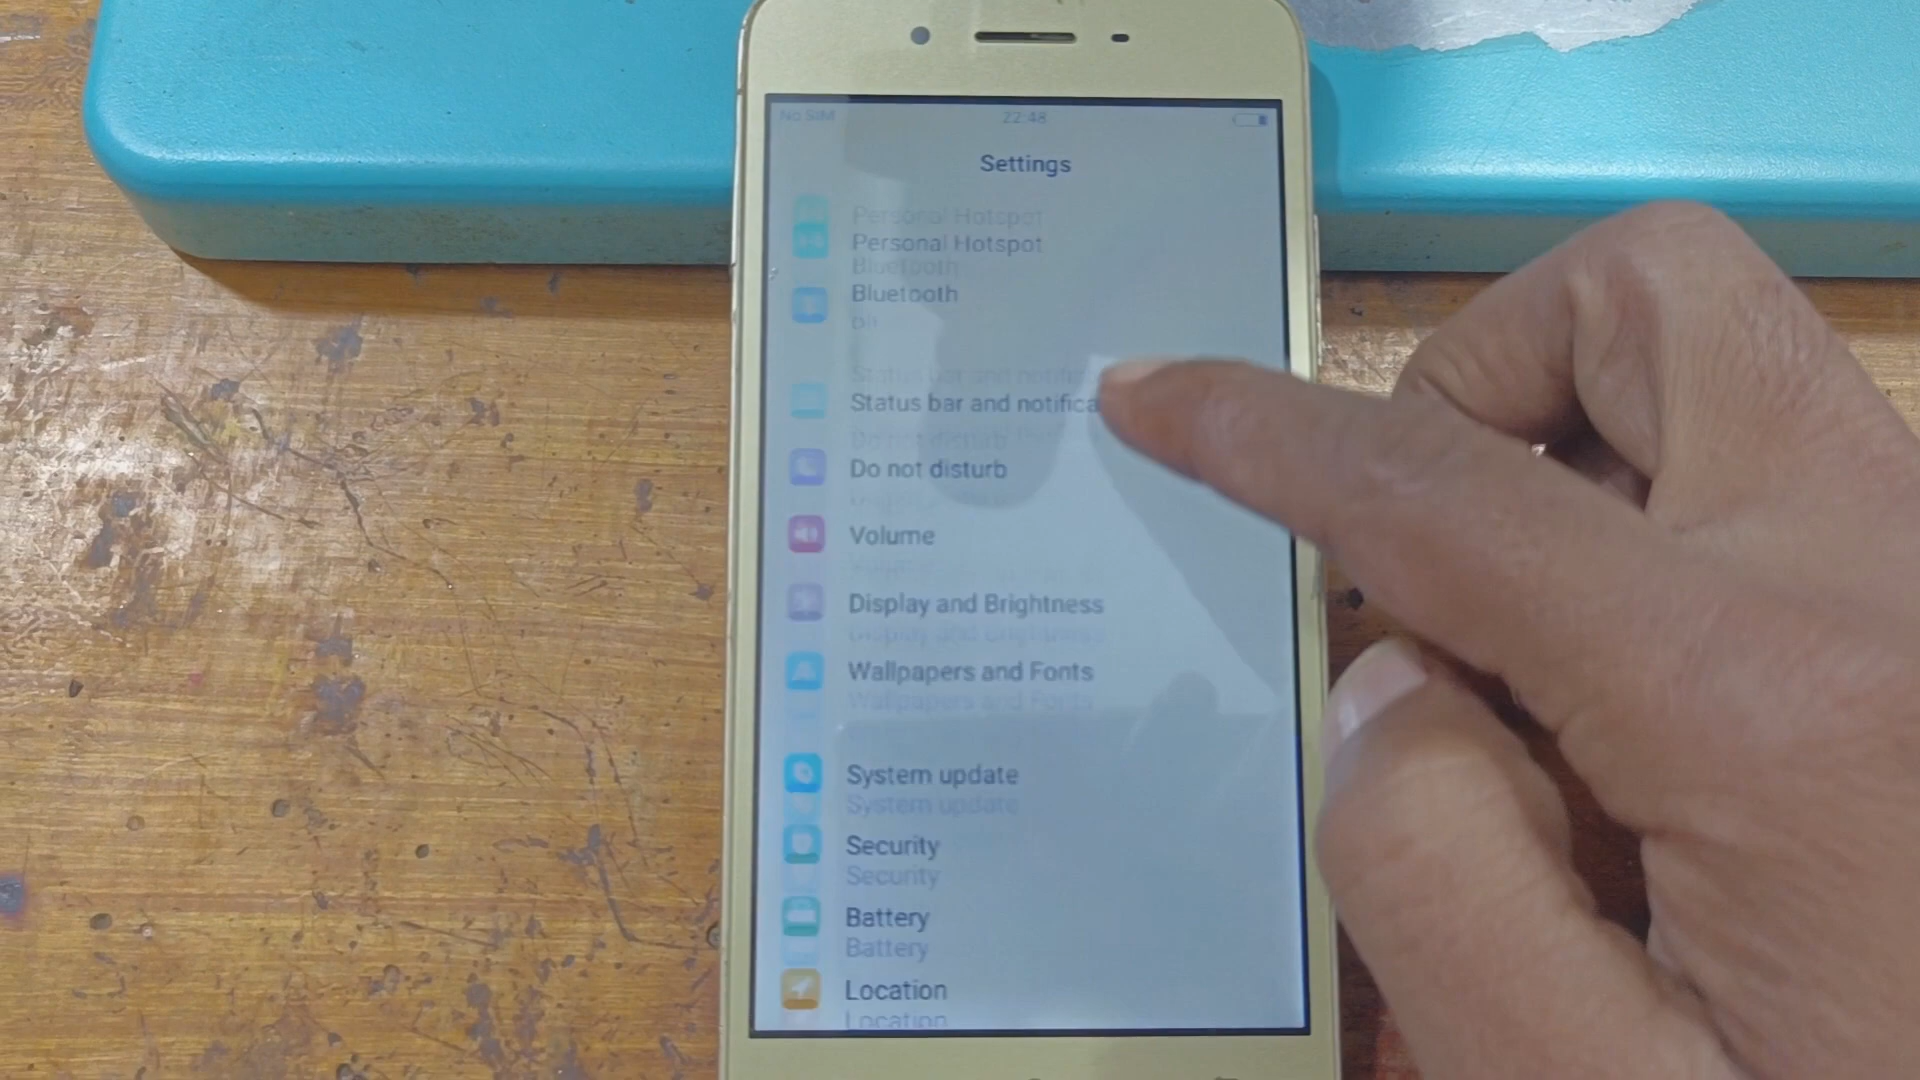 No SIM
22:48
Settings
Personal Hotspot
Bluetooth
Status bar and notifica
Do not disturb
Volume
Display and Brightness
Wallpapers and Fonts
System update
Security
Battery
Location